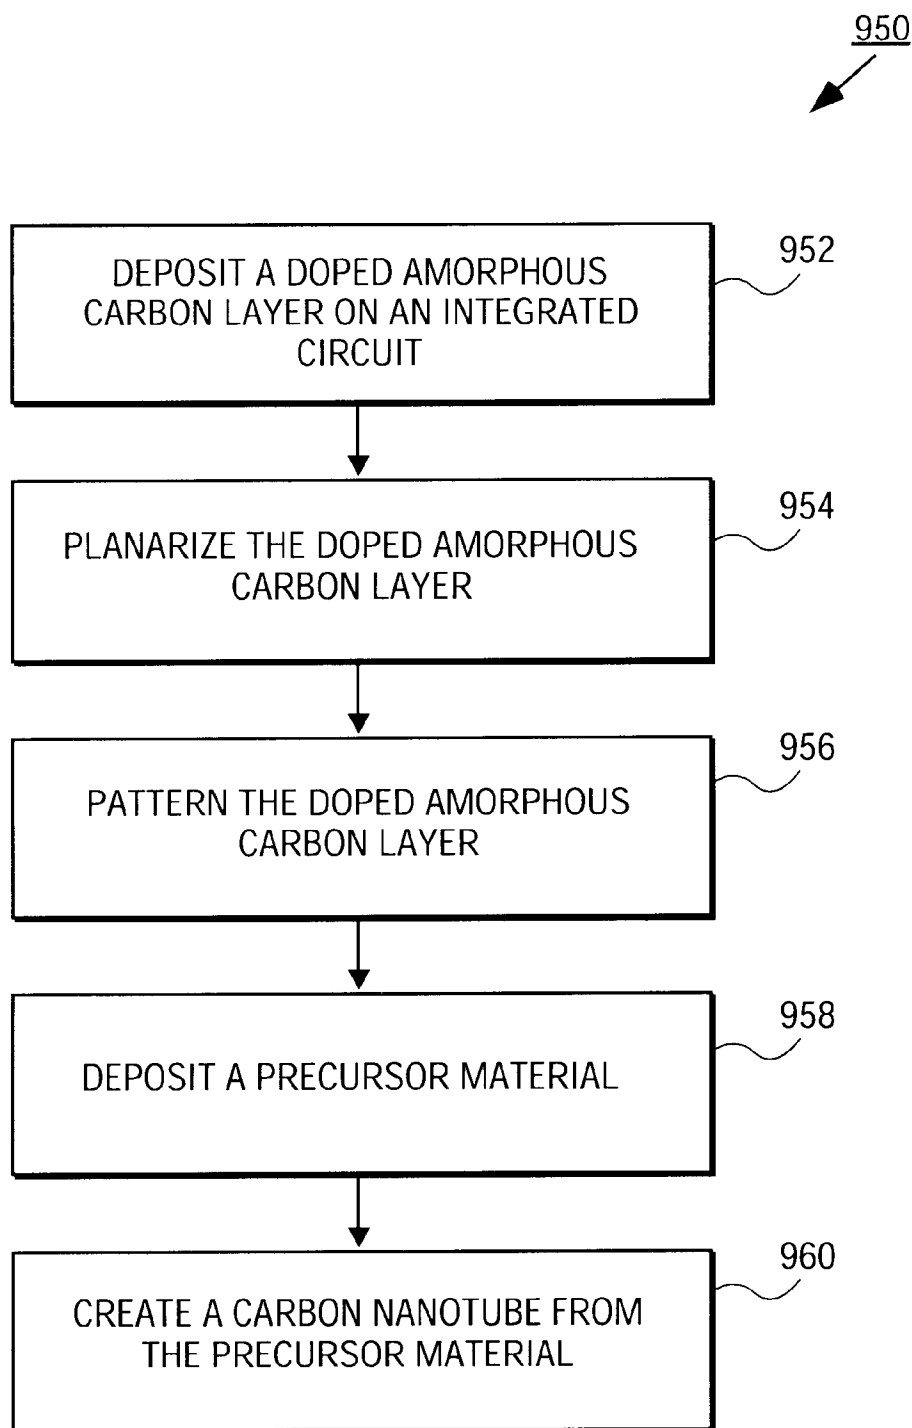 950
DEPOSIT A DOPED AMORPHOUS
CARBON LAYER ON AN INTEGRATED
CIRCUIT
952
PLANARIZE THE DOPED AMORPHOUS
CARBON LAYER
954
PATTERN THE DOPED AMORPHOUS
CARBON LAYER
956
DEPOSIT A PRECURSOR MATERIAL
958
CREATE A CARBON NANOTUBE FROM
THE PRECURSOR MATERIAL
960